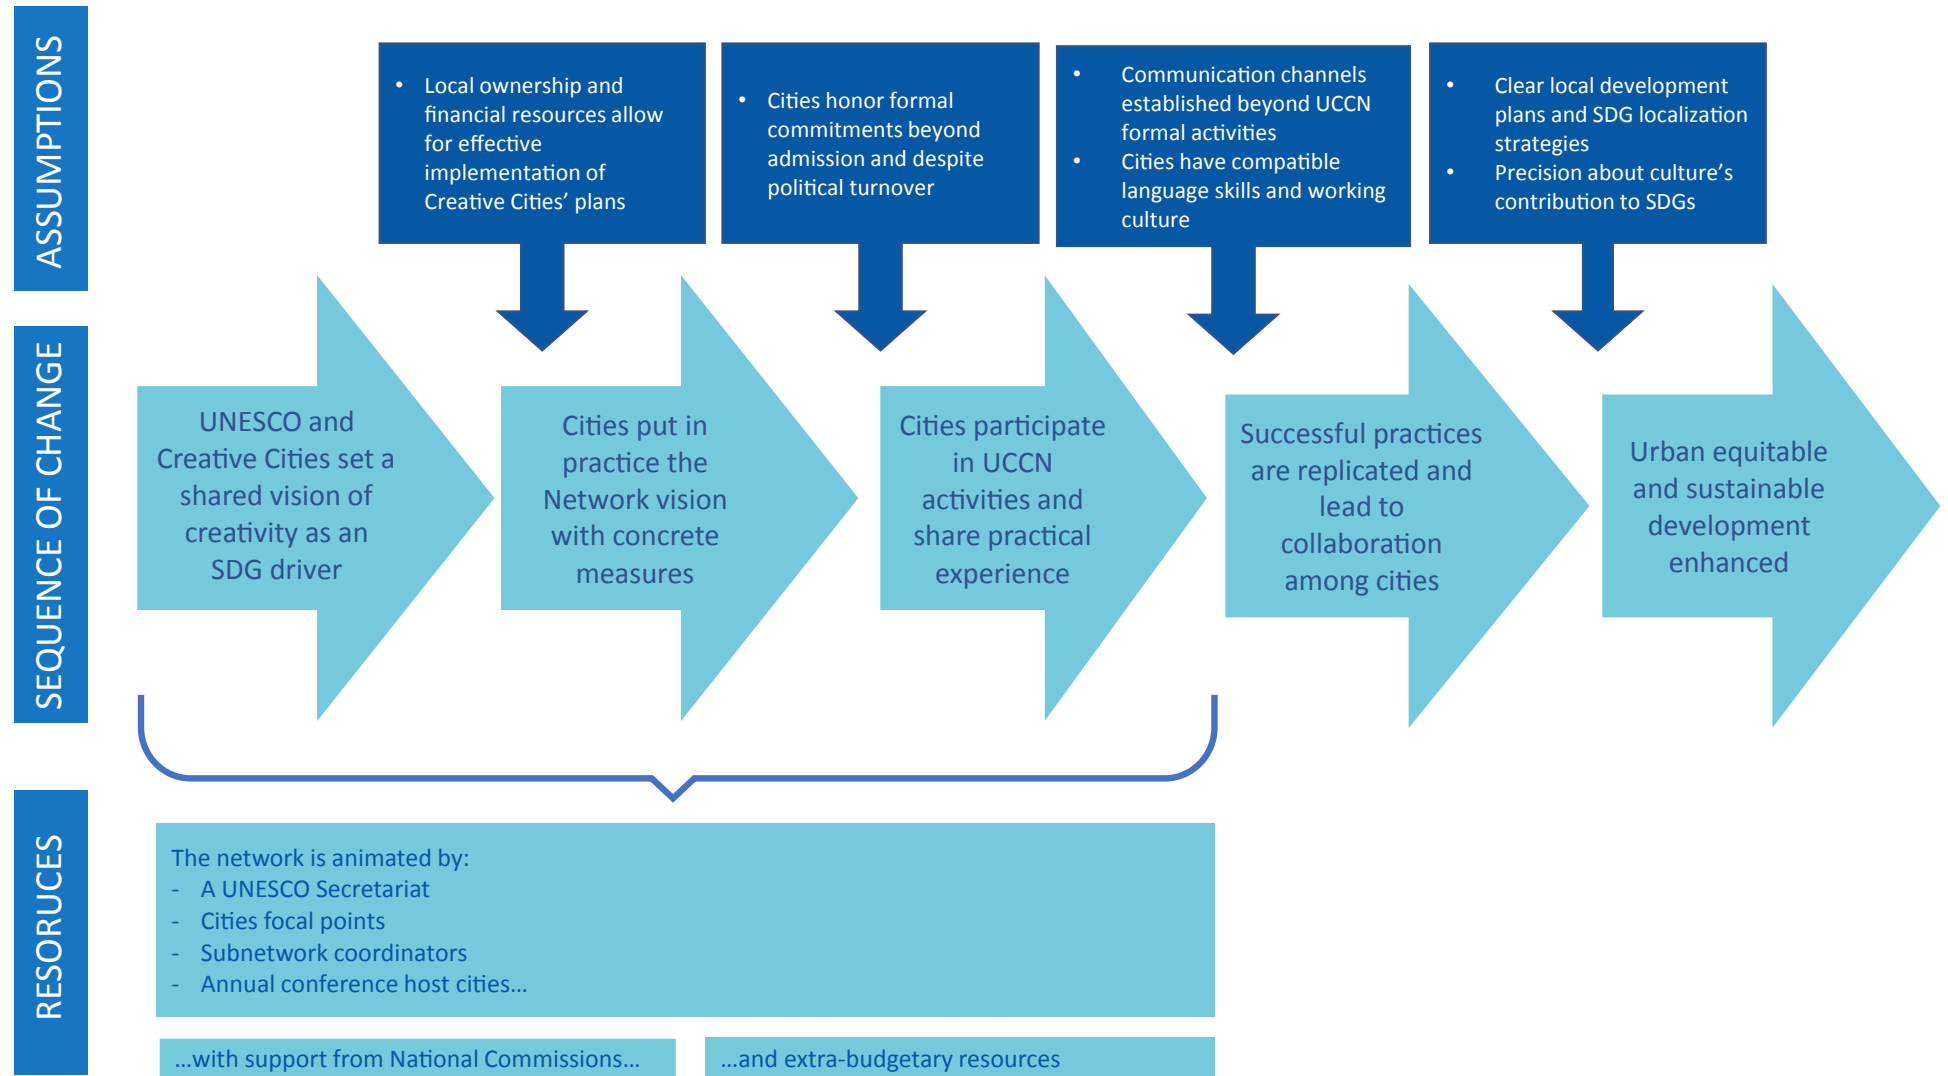 ASSUMPTIONS
• Local ownership and
financial resources allow
for effective
implementation of
Creative Cities’ plans
• Cities honor formal
commitments beyond
admission and despite
political turnover
• Communication channels
established beyond UCCN
formal activities
• Cities have compatible
language skills and working
culture
• Clear local development
plans and SDG localization
strategies
• Precision about culture’s
contribution to SDGs
SEQUENCE OF CHANGE
UNESCO and
Creative Cities set a
shared vision of
creativity as an
SDG driver
Cities put in
practice the
Network vision
with concrete
measures
Cities participate
in UCCN
activities and
share practical
experience
Successful practices
are replicated and
lead to
collaboration
among cities
Urban equitable
and sustainable
development
enhanced
RESORUCES
The network is animated by:
- A UNESCO Secretariat
- Cities focal points
- Subnetwork coordinators
- Annual conference host cities…
…with support from National Commissions…
…and extra-budgetary resources